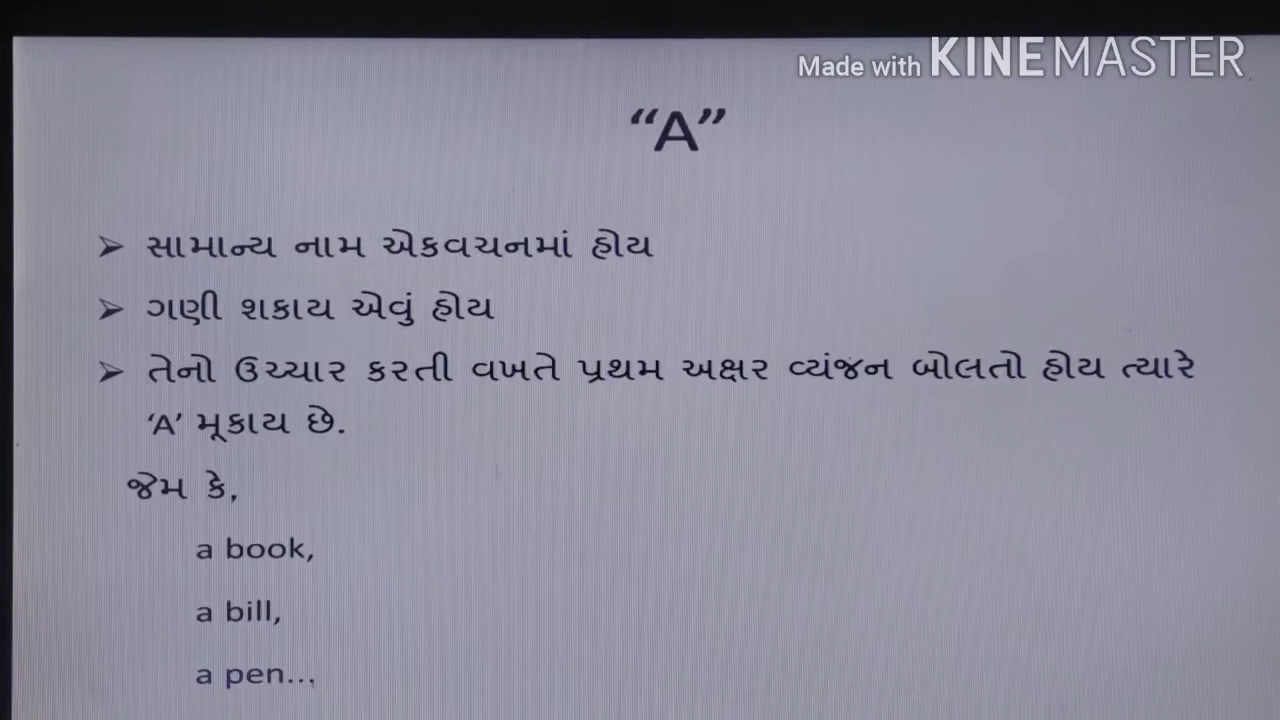 Made with KINEMASTER
“A”
➢ સામાન્ય નામ એકવચનમાં હોય
➢ ગણી શકાય એવું હોય
➢ તેનો ઉચ્ચાર કરતી વખતે પ્રથમ અક્ષર વ્યંજન બોલતો હોય ત્યારે
‘A’ મૂકાય છે.
જેમ કે,
a book,
a bill,
a pen...